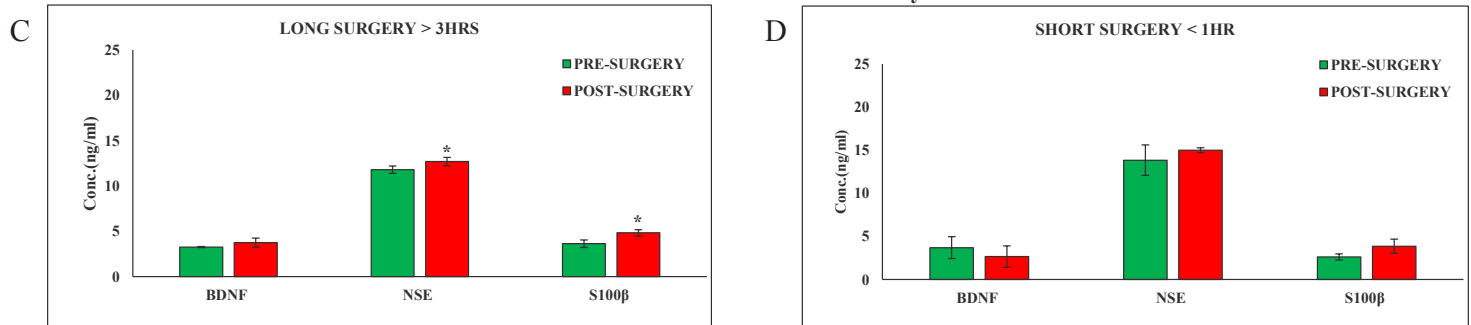 C
LONG SURGERY > 3HRS
25
20
15
10
5
0
Conc.(ng/ml)
PRE-SURGERY
POST-SURGERY
*
*
BDNF NSE S100β
D
SHORT SURGERY < 1HR
25
20
15
10
5
0
Conc.(ng/ml)
PRE-SURGERY
POST-SURGERY
BDNF NSE S100β